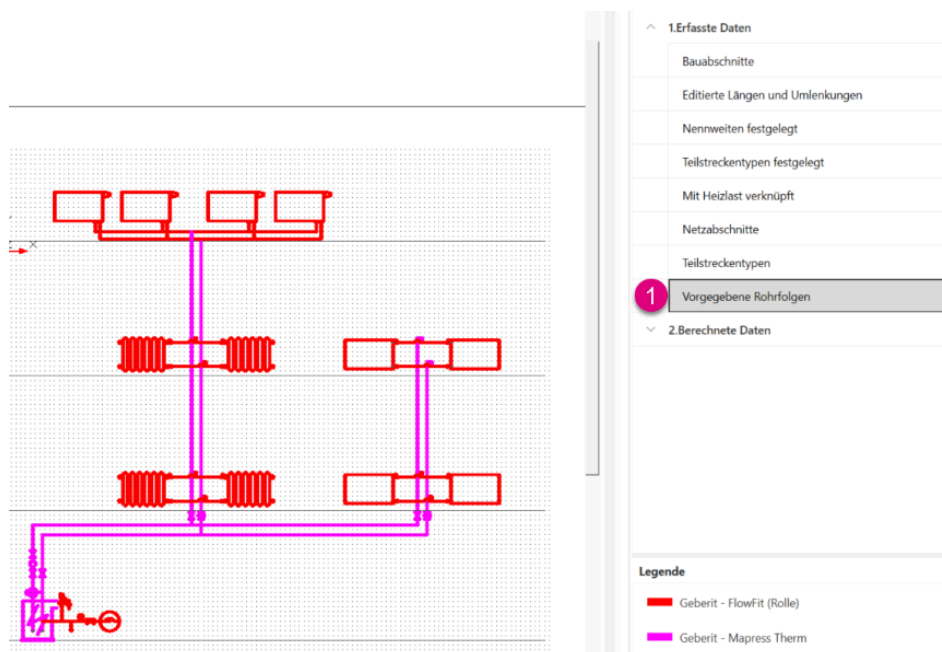 1.Erfasste Daten
Bauabschnitte
Editierte Längen und Umlenkungen
Nennweiten festgelegt
Teilstreckentypen festgelegt
Mit Heizlast verknüpft
Netzabschnitte
Teilstreckentypen
1 Vorgegebene Rohrfolgen
2.Berechnete Daten
X
Legende
Geberit - FlowFit (Rolle)
Geberit - Mapress Therm